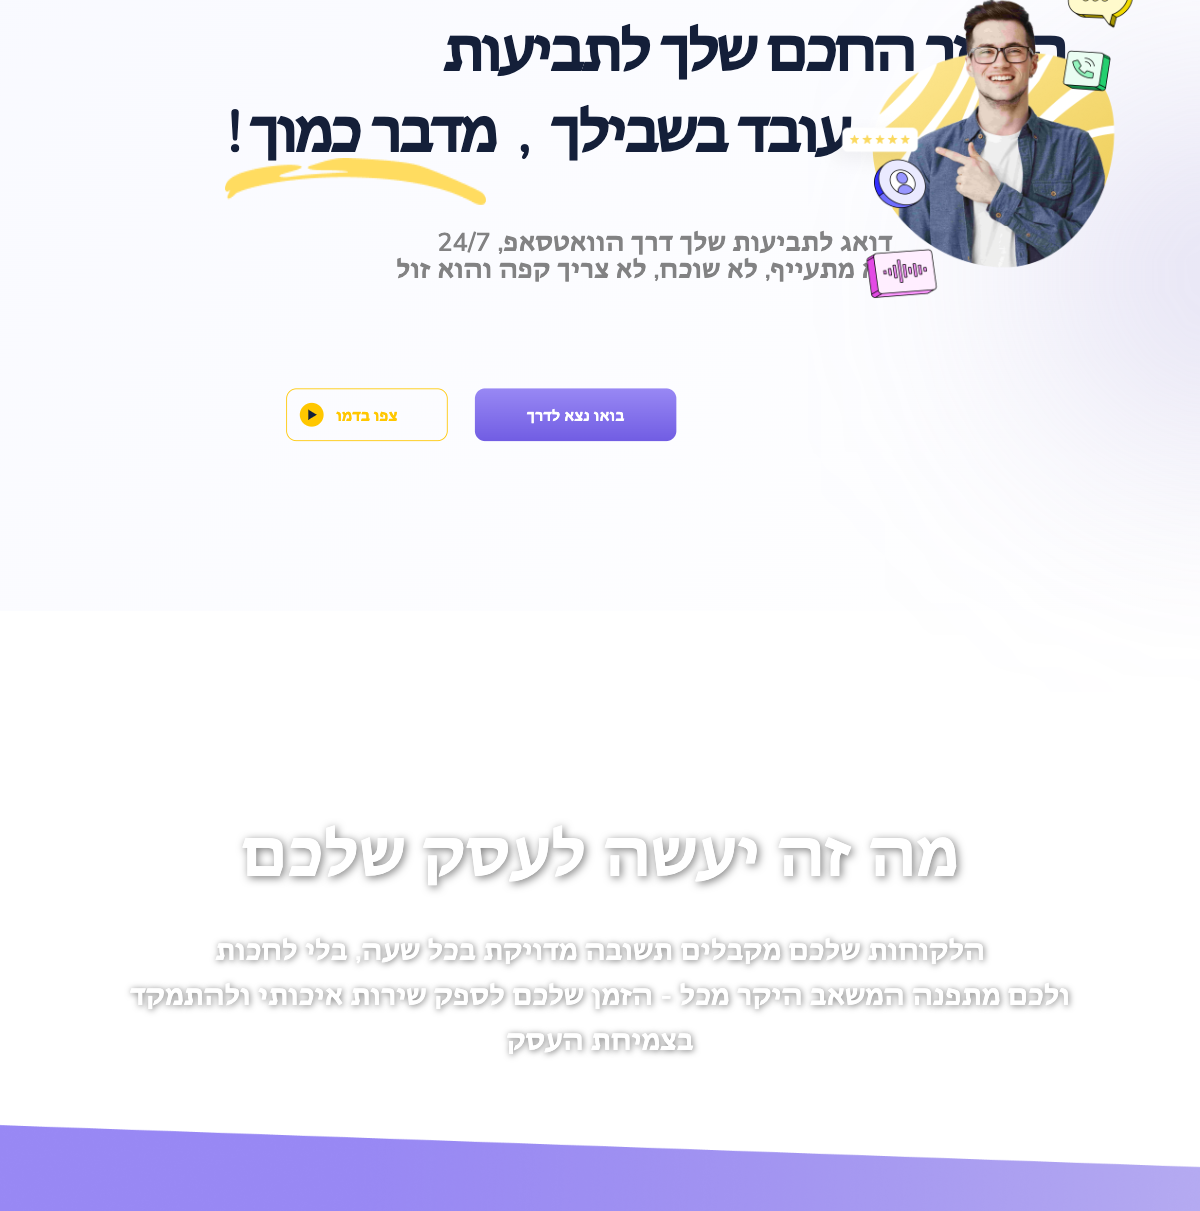 החכם שלך לתביעות
עובד בשבילך , מדבר כמוך!
דואג לתביעות שלך דרך הוואטסאפ, 24/7
מתעייף, לא שוכח, לא צריך קפה והוא זול
בואו נצא לדרך
צפו בדמו
מה זה יעשה לעסק שלכם
הלקוחות שלכם מקבלים תשובה מדויקת בכל שעה, בלי לחכות
ולכם מתפנה המשאב היקר מכל - הזמן שלכם לספק שירות איכותי ולהתמקד
בצמיחת העסק